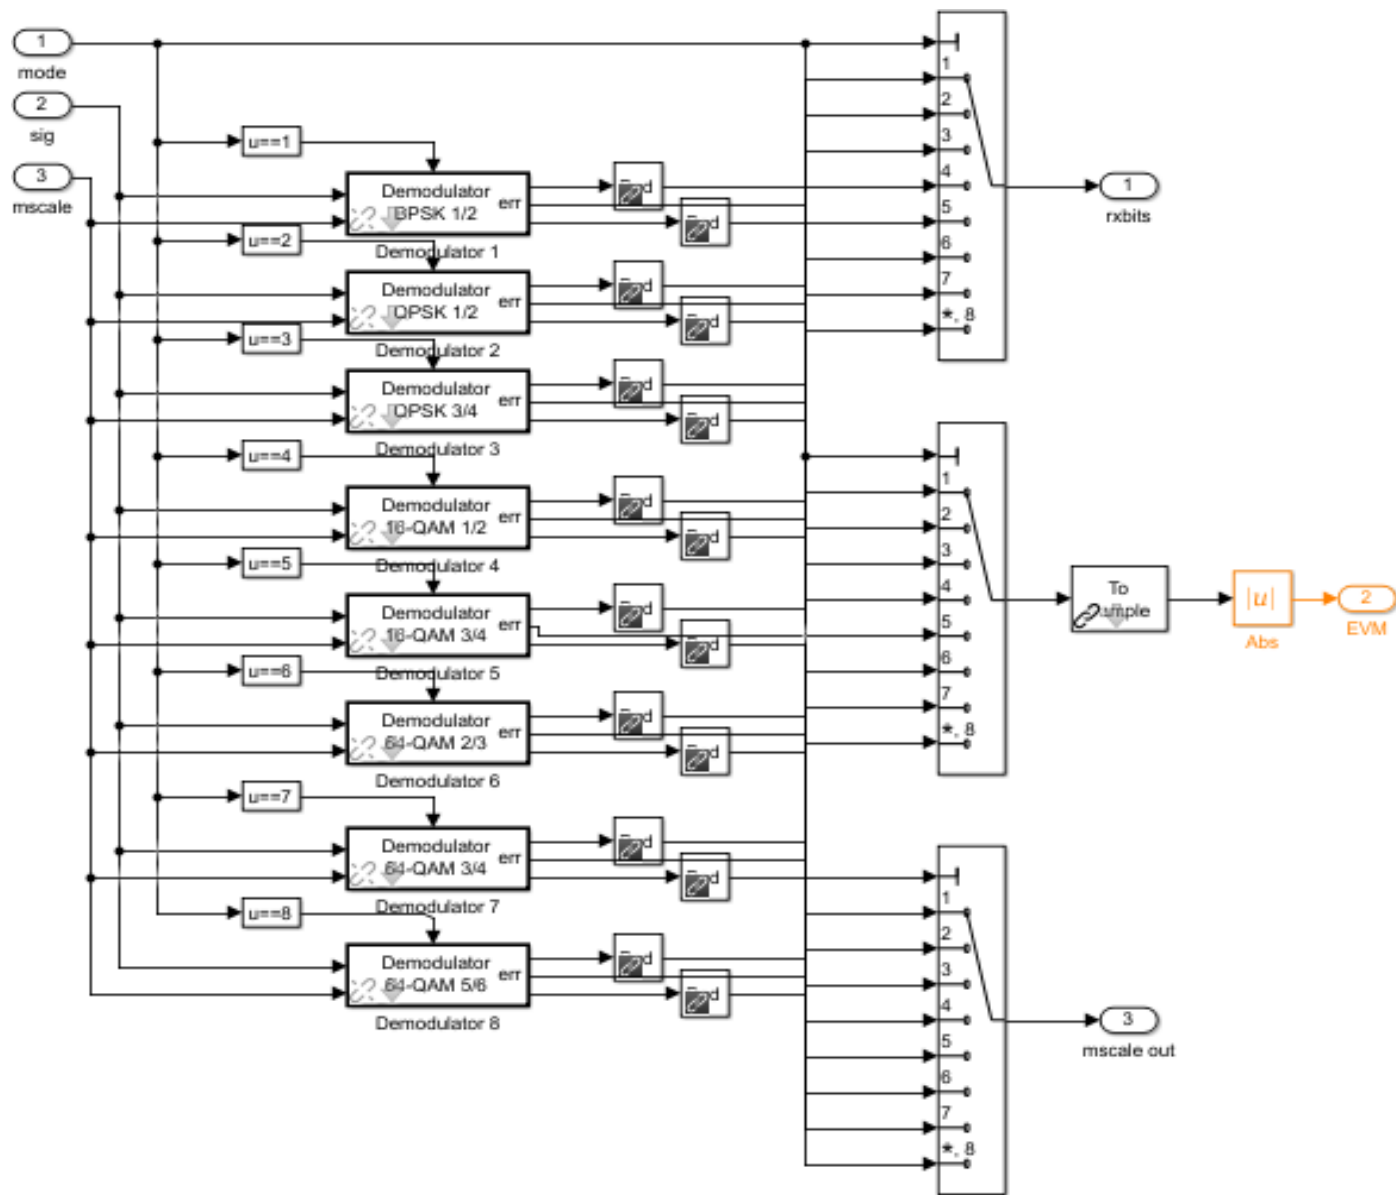 1
mode
2
sig
3
mscale
u==1
Demodulator
BPSK 1/2
err
Demodulator 1
u==2
Demodulator
QPSK 1/2
err
Demodulator 2
u==3
Demodulator
QPSK 3/4
err
Demodulator 3
u==4
Demodulator
16-QAM 1/2
err
Demodulator 4
u==5
Demodulator
16-QAM 3/4
err
Demodulator 5
u==6
Demodulator
64-QAM 2/3
err
Demodulator 6
u==7
Demodulator
64-QAM 3/4
err
Demodulator 7
u==8
Demodulator
64-QAM 5/6
err
Demodulator 8
1
2
3
4
5
6
7
*, 8
1
rxbits
1
2
3
4
5
6
7
*, 8
To
|u|
Abs
2
EVM
1
2
3
4
5
6
7
*, 8
3
mscale out